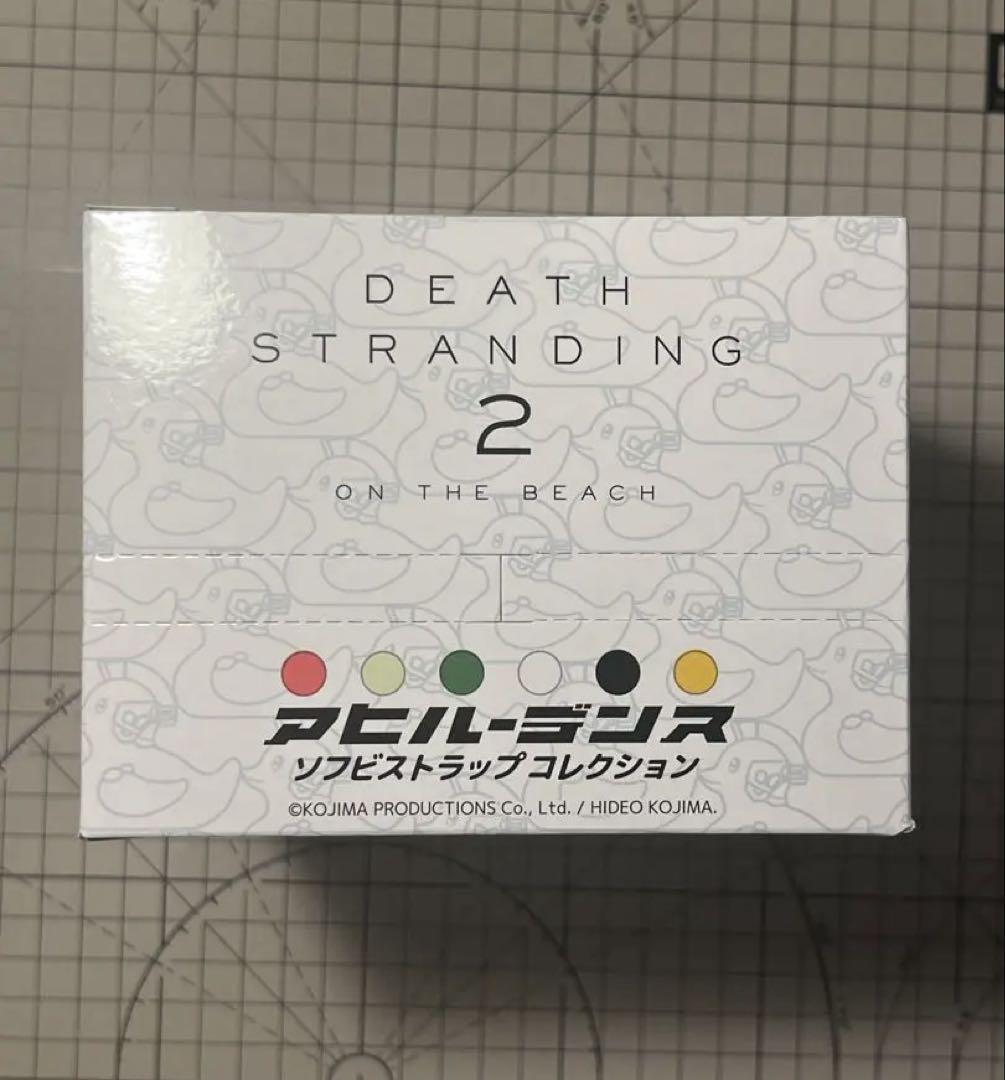 DEATH
STRANDING
2
ON THE BEACH
アヒルーデンス
ソフビストラップコレクション
©KOJIMA PRODUCTIONS Co., Ltd. / HIDEO KOJIMA.